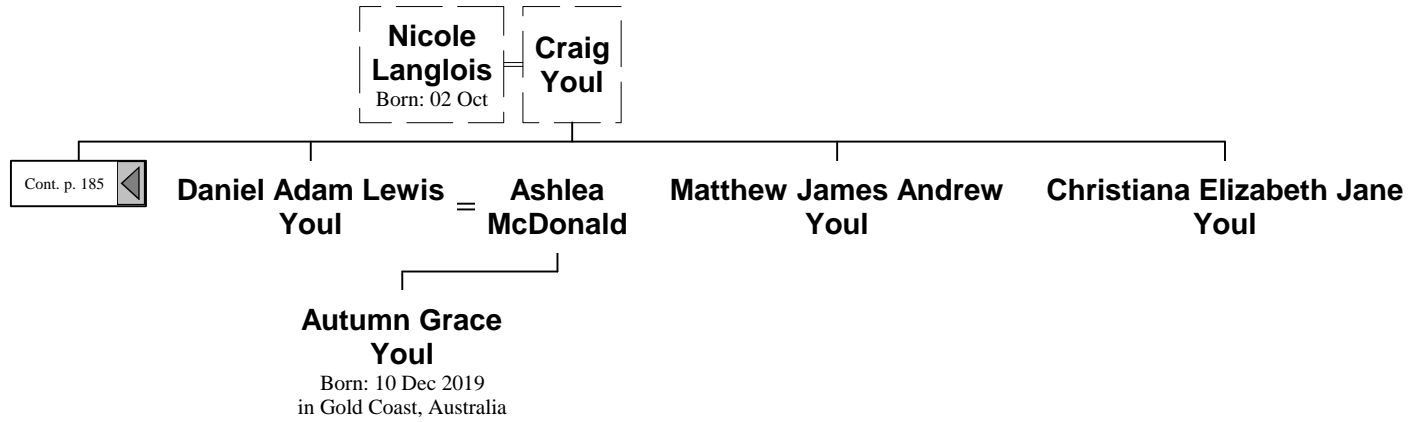 Nicole
Langlois
Born: 02 Oct
Craig
Youl
Cont. p. 185
Daniel Adam Lewis
Youl
=
Ashlea
McDonald
Matthew James Andrew
Youl
Christiana Elizabeth Jane
Youl
Autumn Grace
Youl
Born: 10 Dec 2019
in Gold Coast, Australia